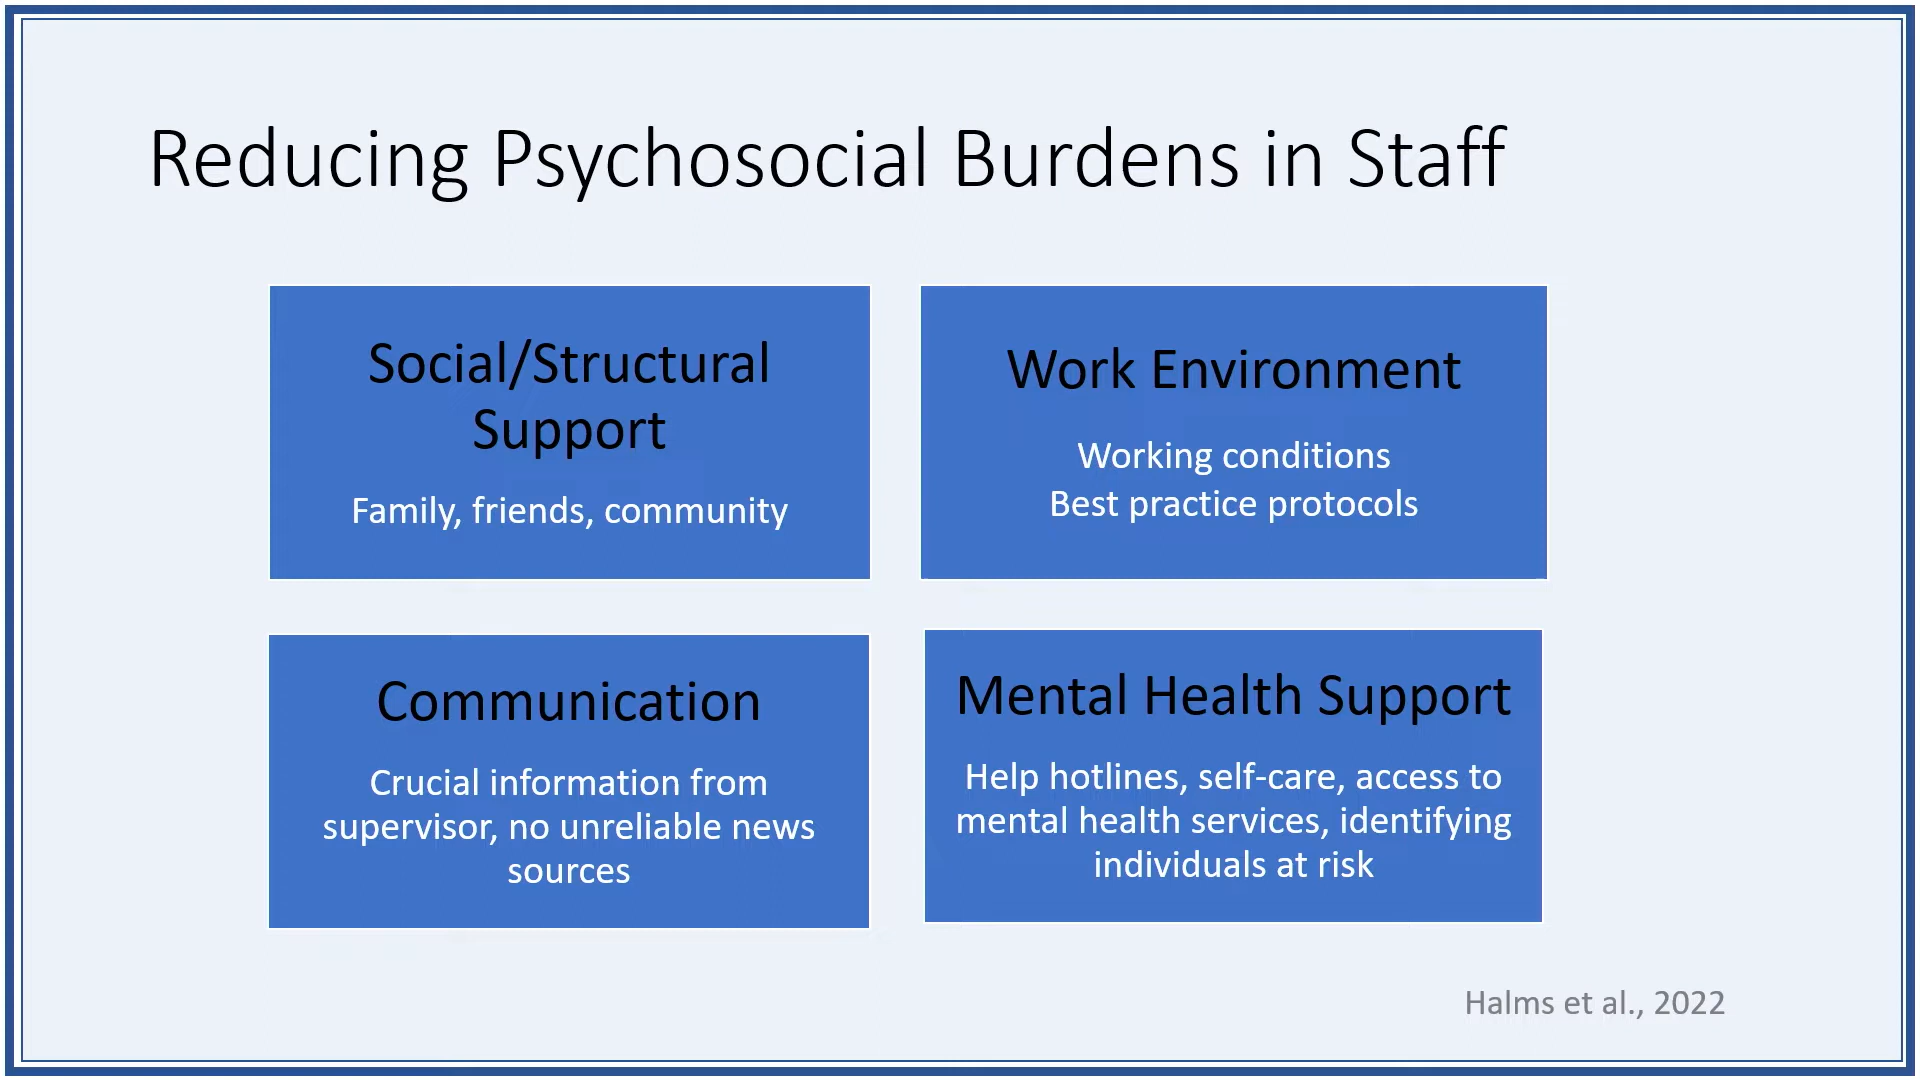 Reducing Psychosocial Burdens in Staff
Social/Structural
Support
Family, friends, community
Work Environment
Working conditions
Best practice protocols
Communication
Crucial information from
supervisor, no unreliable news
sources
Mental Health Support
Help hotlines, self-care, access to
mental health services, identifying
individuals at risk
Halms et al., 2022